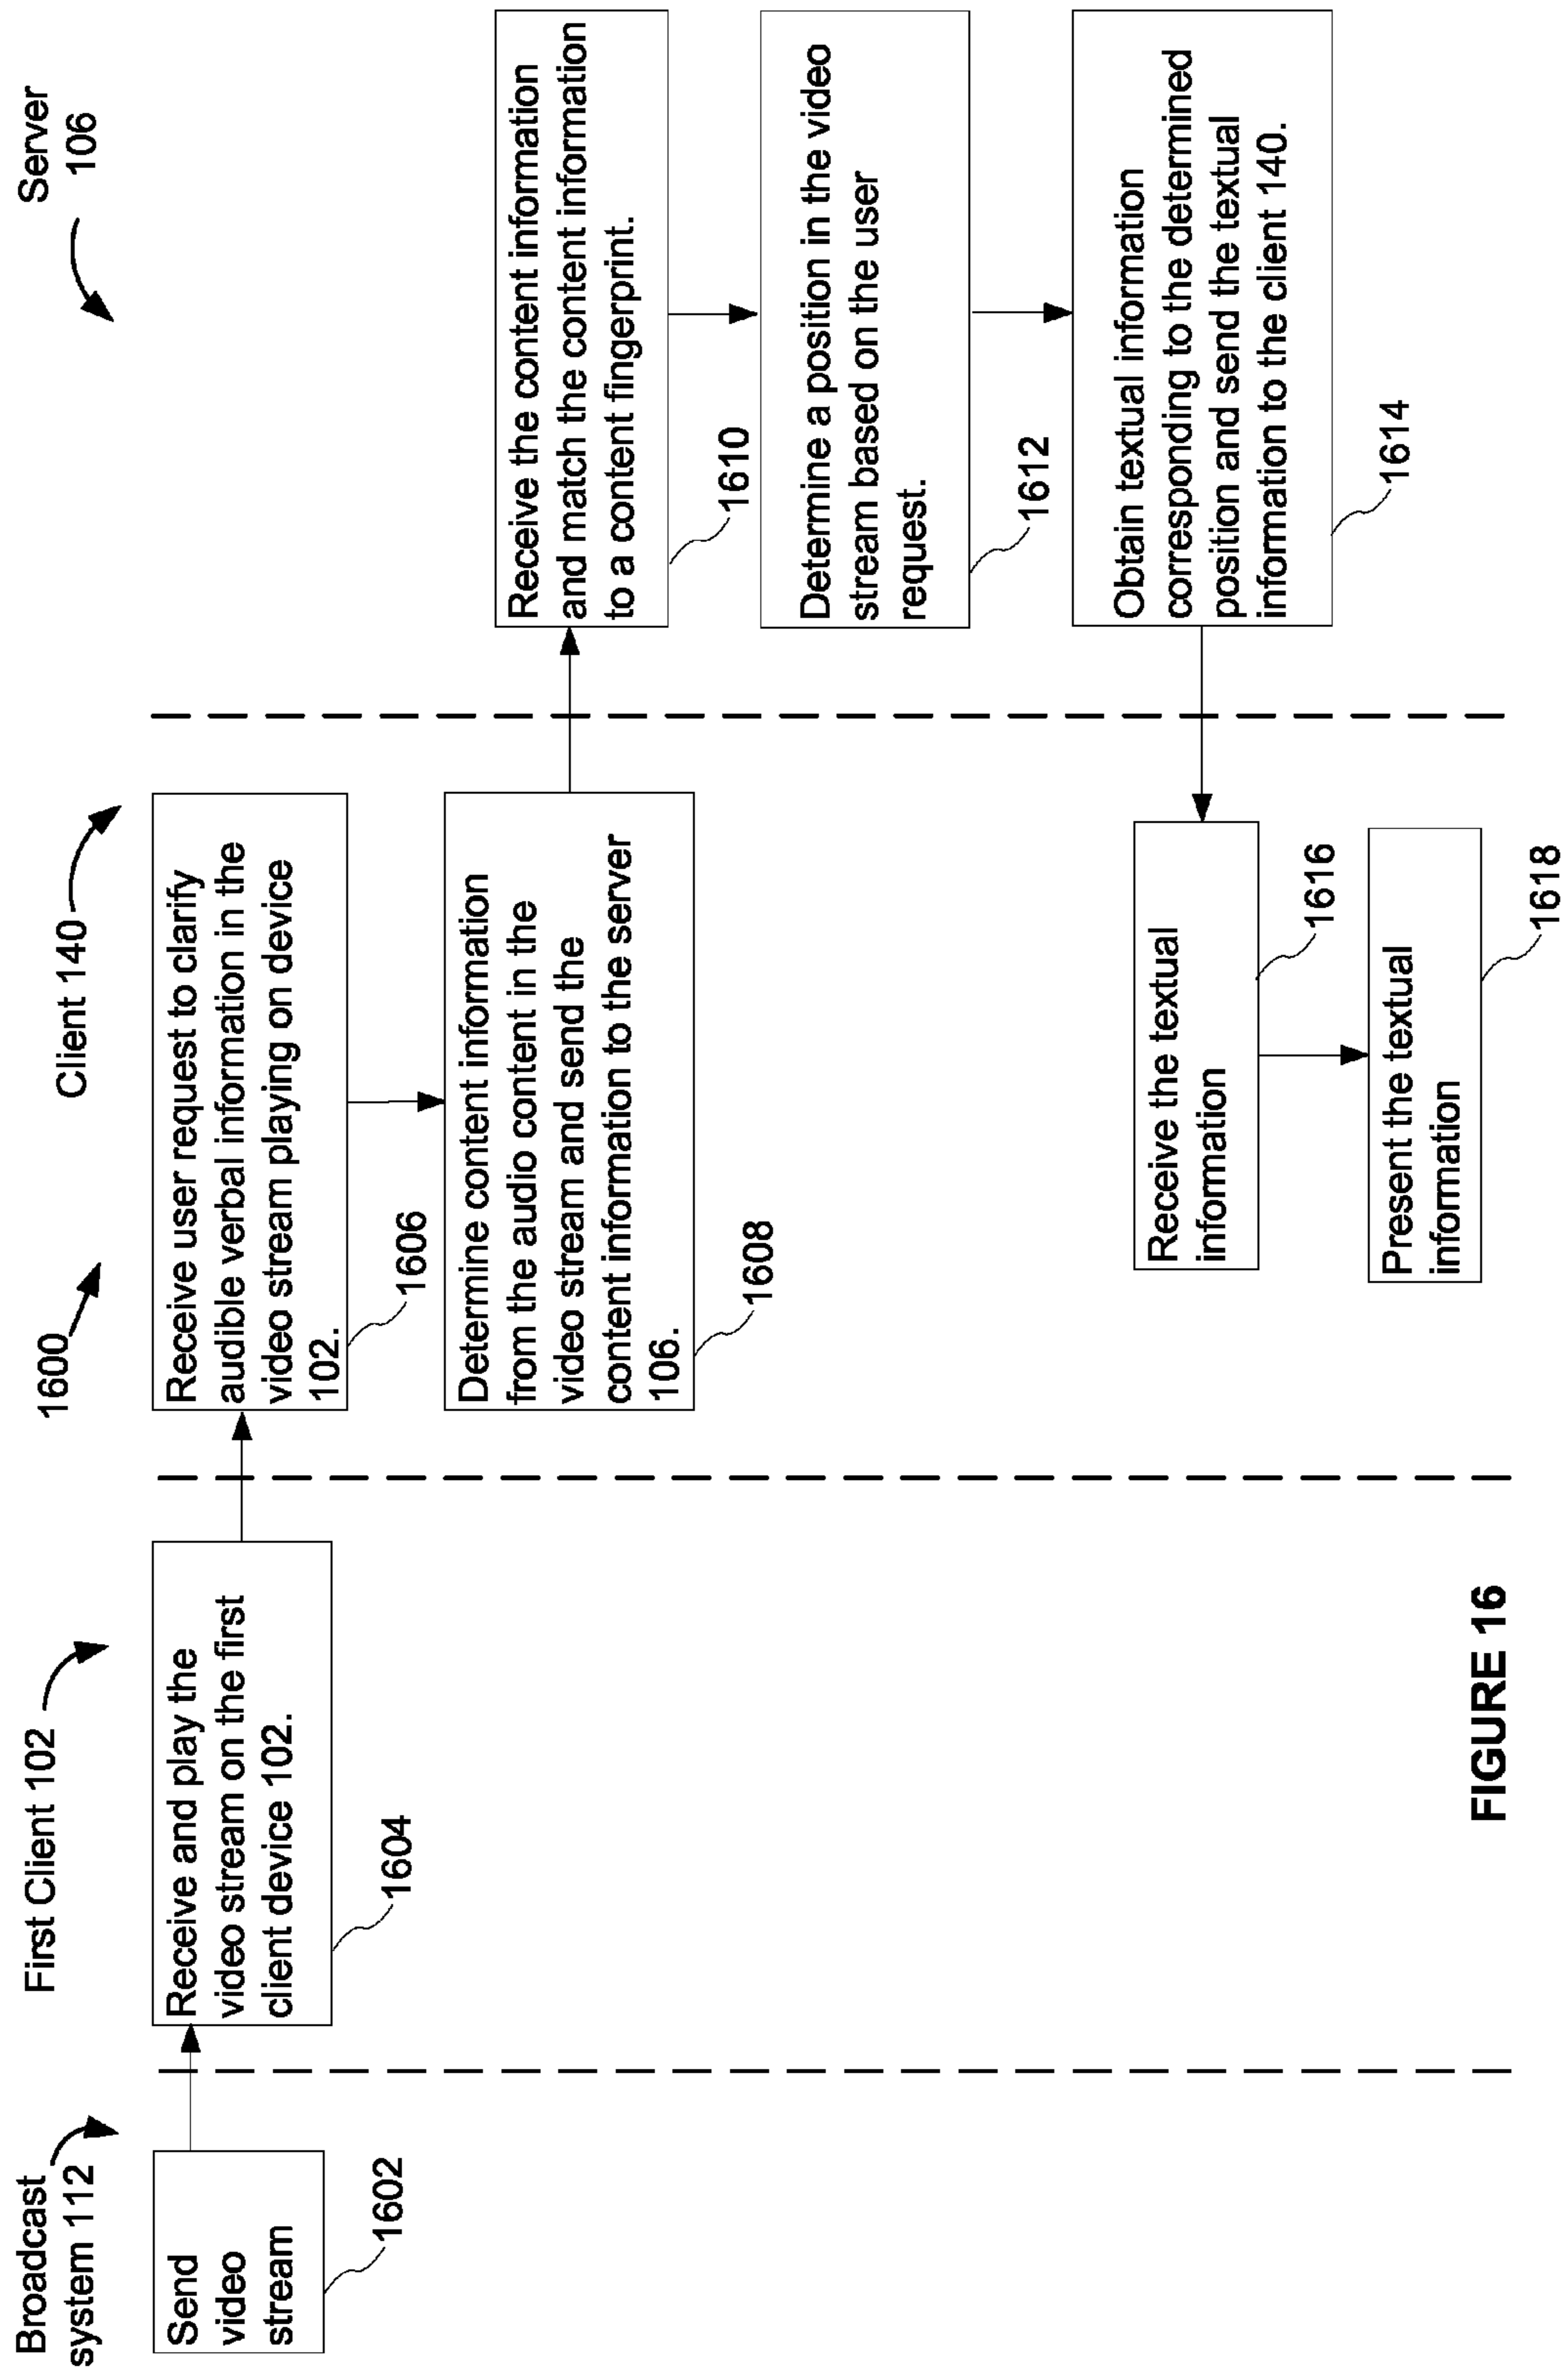 1600
Broadcast
system 112
First Client 102
Client 140
Server
106
Send
video
stream
1602
Receive and play the
video stream on the first
client device 102.
1604
Receive user request to clarify
audible verbal information in the
video stream playing on device
102.
1606
Determine content information
from the audio content in the
video stream and send the
content information to the server
106.
1608
Receive the content information
and match the content information
to a content fingerprint.
1610
Determine a position in the video
stream based on the user
request.
1612
Obtain textual information
corresponding to the determined
position and send the textual
information to the client 140.
1614
Receive the textual
information
1616
Present the textual
information
1618
FIGURE 16